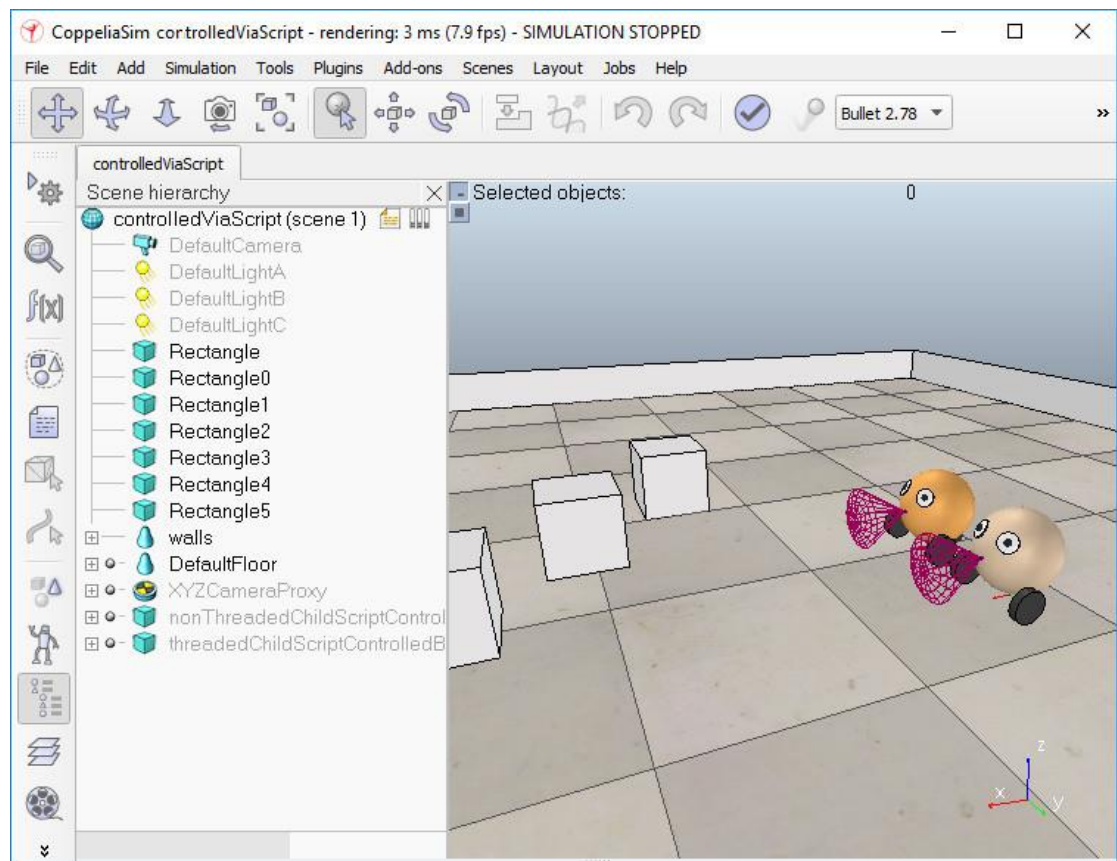 CoppeliaSim controlledViaScript - rendering: 3 ms (7.9 fps) - SIMULATION STOPPED
File Edit Add Simulation Tools Plugins Add-ons Scenes Layout Jobs Help
Bullet 2.78 »
controlledViaScript
Scene hierarchy
Selected objects: 0
controlledViaScript (scene 1)
DefaultCamera
DefaultLightA
DefaultLightB
f(x)
DefaultLightC
Rectangle
Rectangle0
Rectangle1
Rectangle2
Rectangle3
Rectangle4
Rectangle5
walls
DefaultFloor
XYZCameraProxy
nonThreadedChildScriptControl
threadedChildScriptControlledB
z
x
y